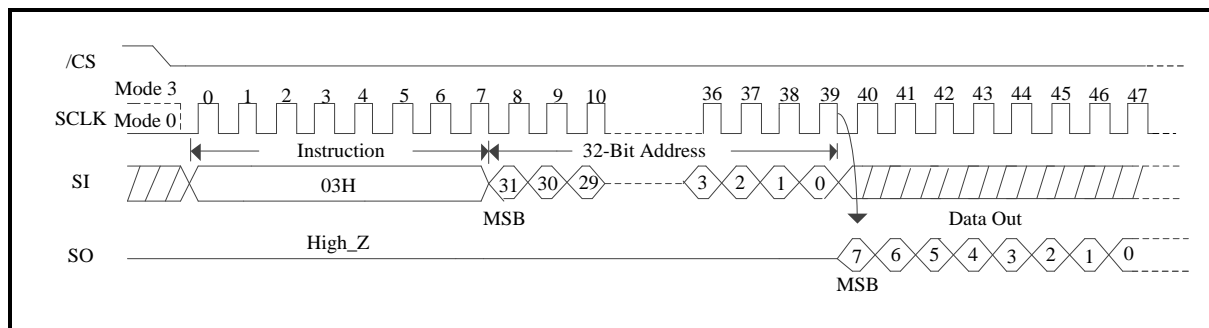 /CS
Mode 3
SCLK
Mode 0
0 1 2 3 4 5 6 7 8 9 10 36 37 38 39 40 41 42 43 44 45 46 47
Instruction 32-Bit Address
SI 03H 31 30 29 3 2 1 0
MSB Data Out
High_Z
SO 7 6 5 4 3 2 1 0
MSB